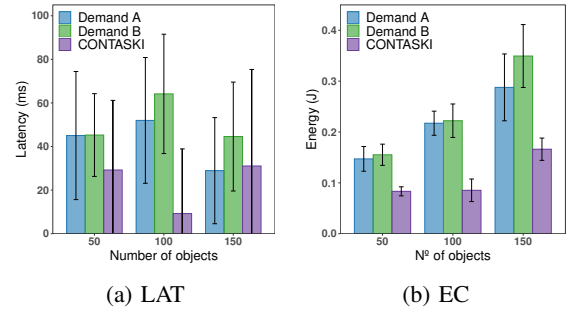 Demand A
Demand B
CONTASKI
Latency (ms)
100
80
60
40
20
0
50 100 150
Number of objects
(a) LAT
Demand A
Demand B
CONTASKI
Energy (J)
0.4
0.3
0.2
0.1
0.0
50 100 150
Nº of objects
(b) EC